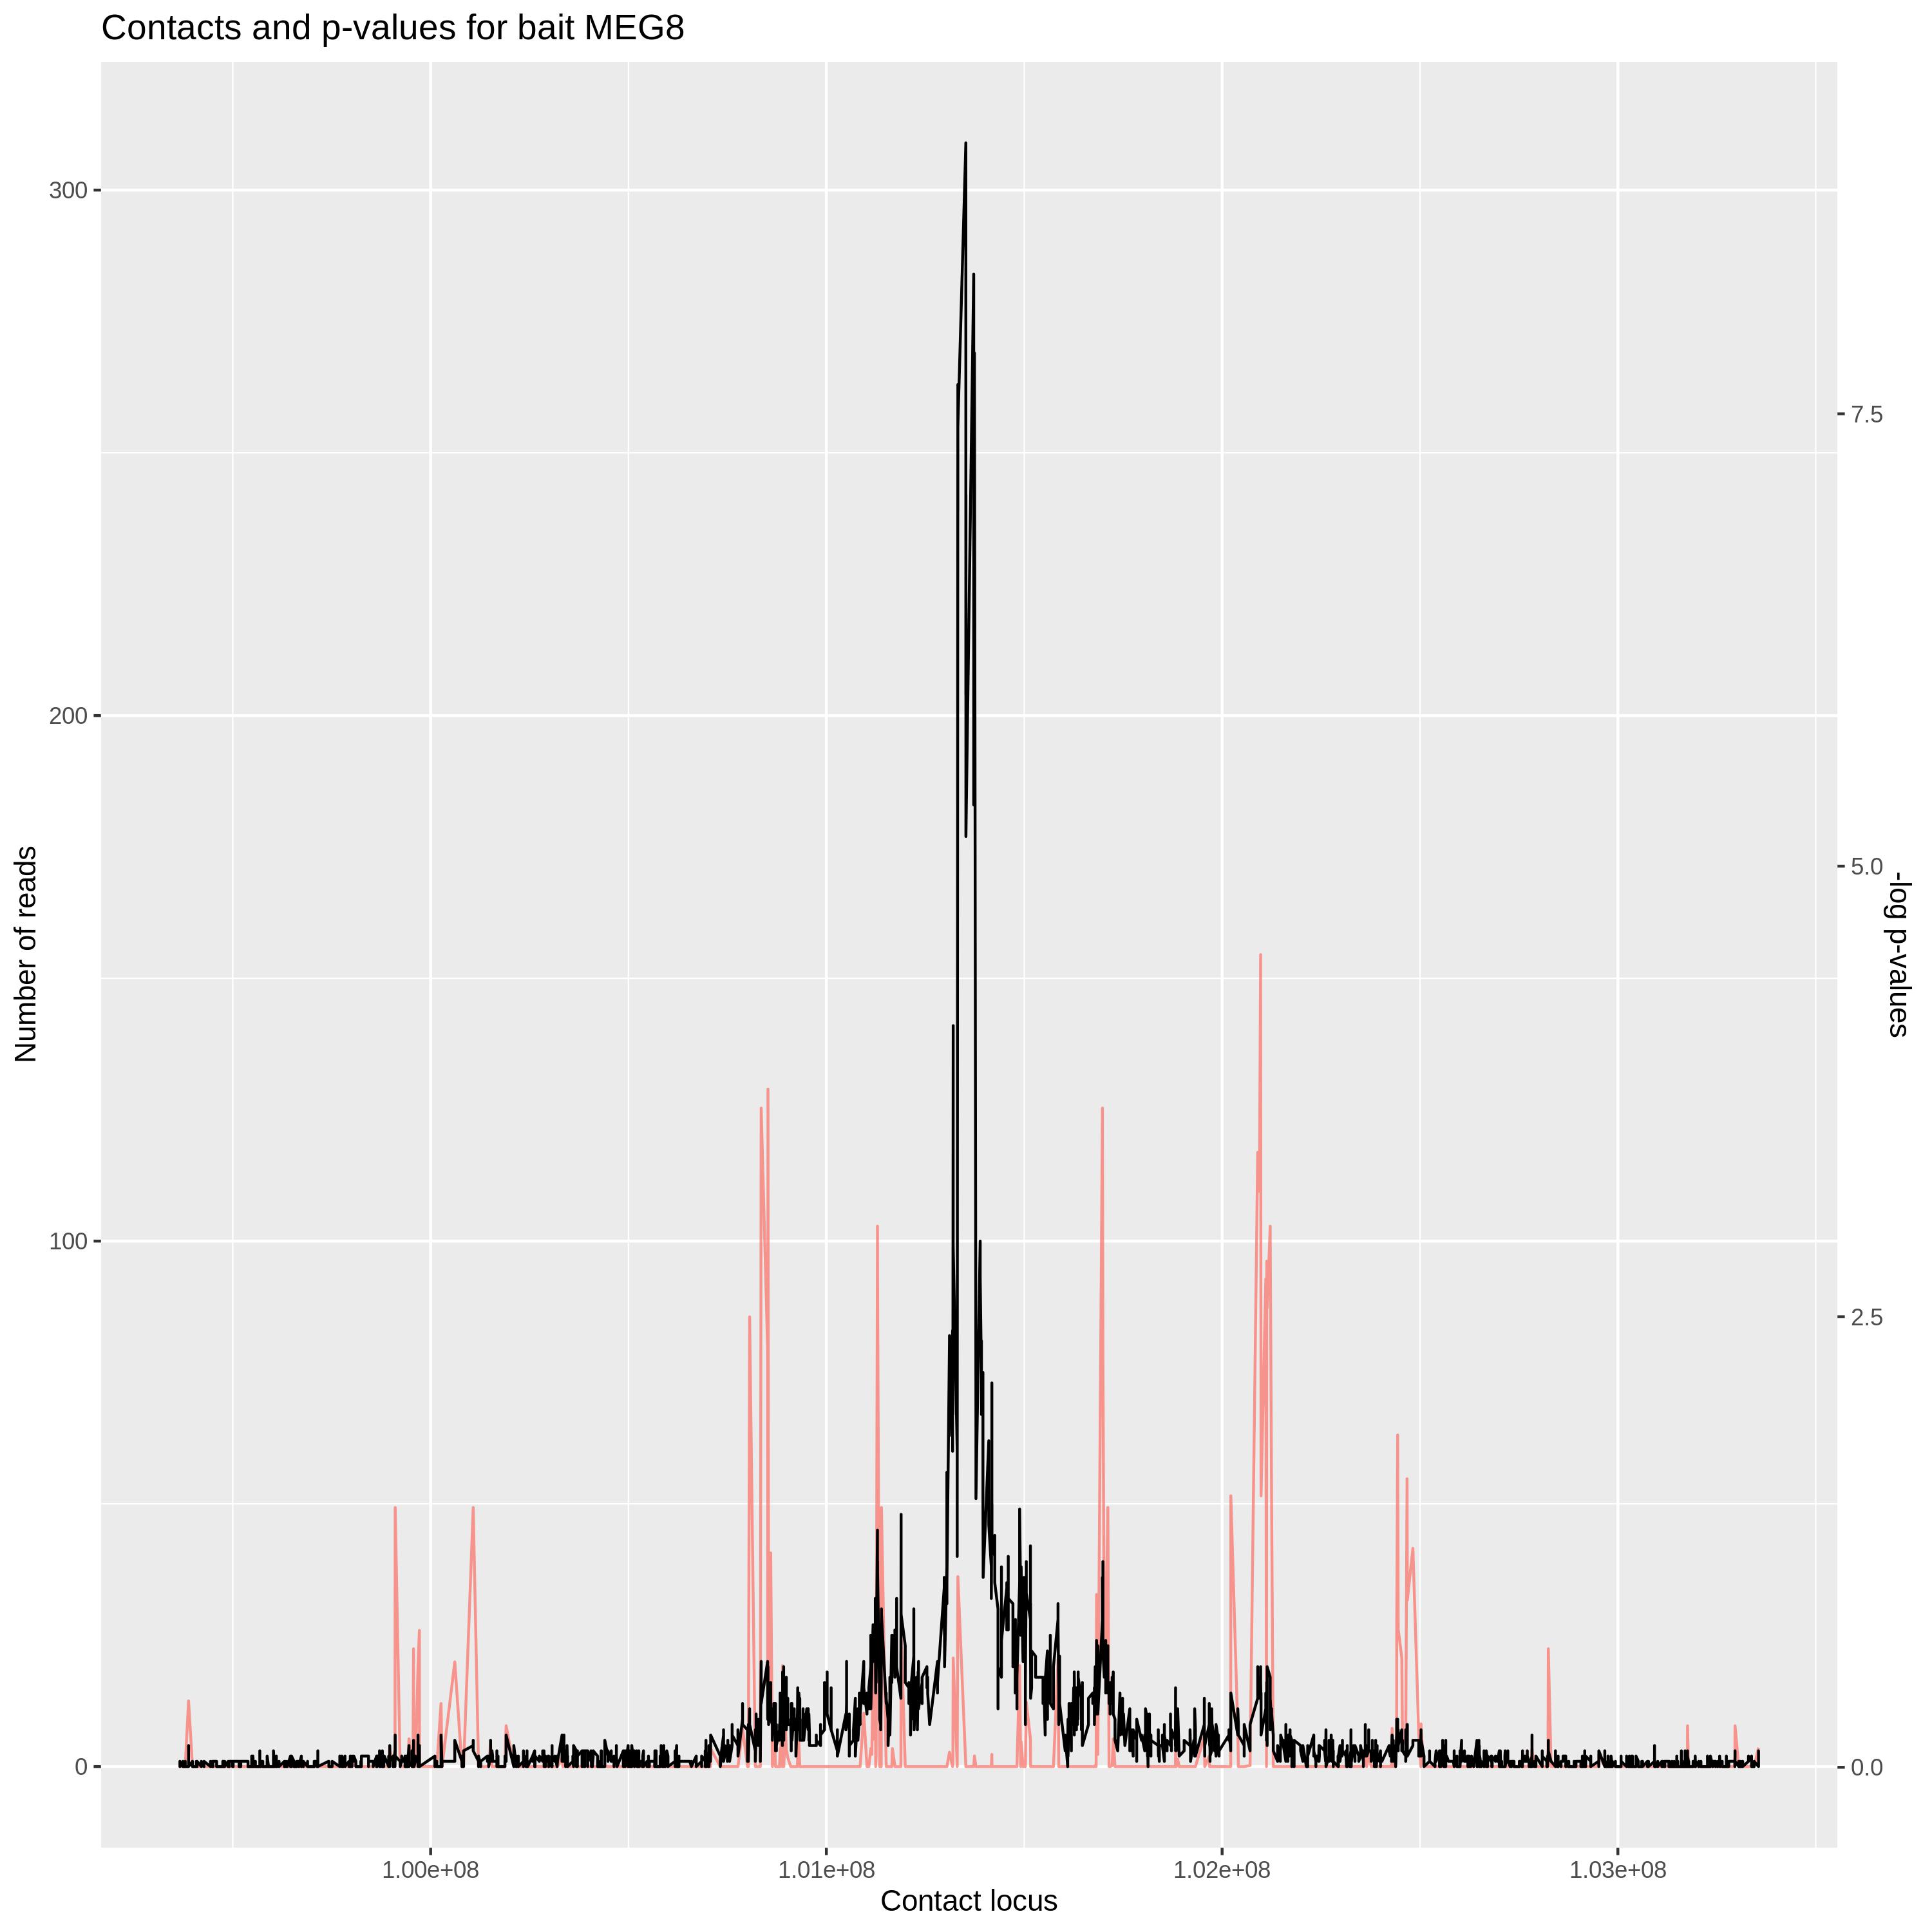 Contacts and p-values for bait MEG8
300
200
100
0
Number of reads
7.5
5.0
2.5
0.0
-log p-values
1.00e+08
1.01e+08
1.02e+08
1.03e+08
Contact locus